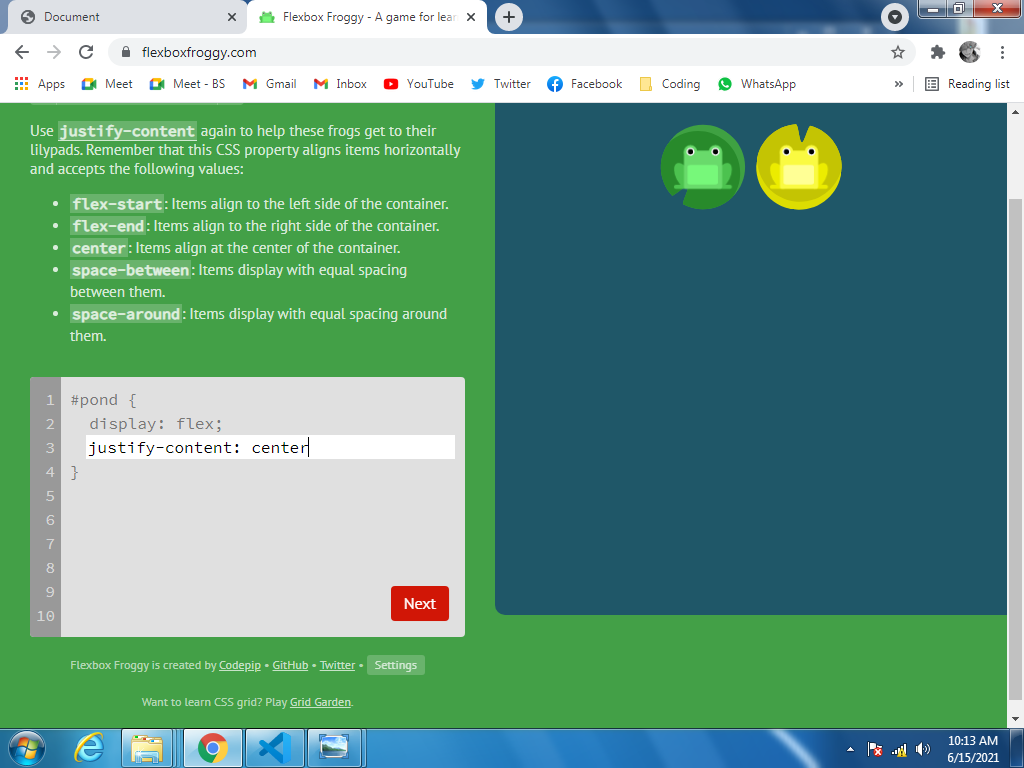 Document
Flexbox Froggy - A game for lear
flexboxfroggy.com
Apps Meet Meet - BS Gmail Inbox YouTube Twitter Facebook Coding WhatsApp » Reading list
Use justify-content again to help these frogs get to their
lilypads. Remember that this CSS property aligns items horizontally
and accepts the following values:
• flex-start: Items align to the left side of the container.
• flex-end: Items align to the right side of the container.
• center: Items align at the center of the container.
• space-between: Items display with equal spacing
between them.
• space-around: Items display with equal spacing around
them.
1 #pond {
2 display: flex;
3 justify-content: center
4 }
5
6
7
8
9
10
Next
Flexbox Froggy is created by Codepip • GitHub • Twitter • Settings
Want to learn CSS grid? Play Grid Garden.
10:13 AM
6/15/2021